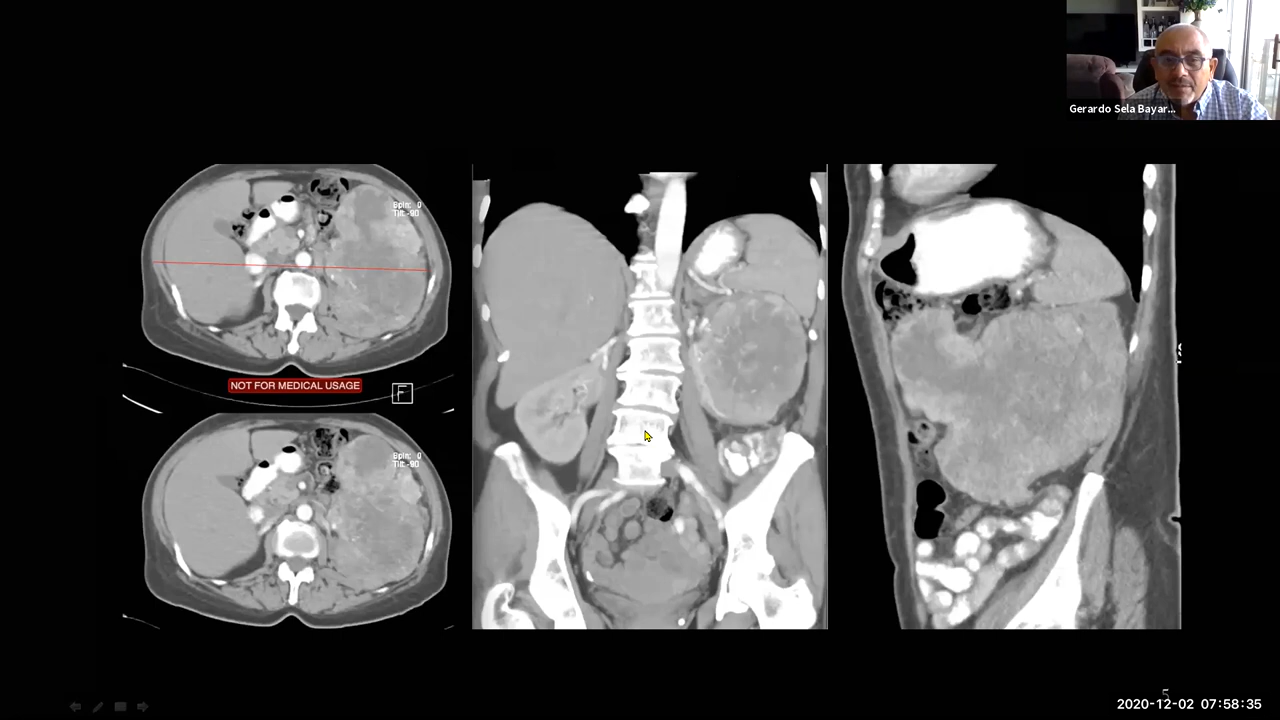 Gerardo Sela Bayar...
Spin: 0
Tilt: -90
NOT FOR MEDICAL USAGE
F
Spin: 0
Tilt: -90
5
2020-12-02 07:58:35